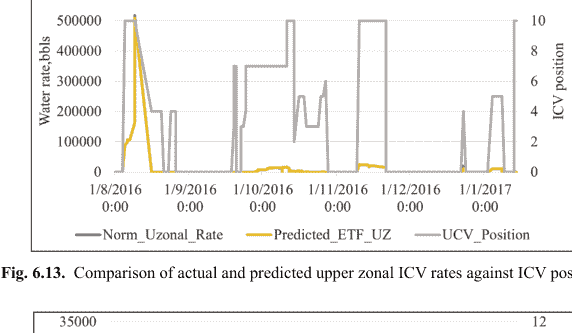 500000
400000
300000
200000
100000
0
Water rate,bbls
10
8
6
4
2
0
ICV position
1/8/2016 1/9/2016 1/10/2016 1/11/2016 1/12/2016 1/1/2017
0:00 0:00 0:00 0:00 0:00 0:00
Norm_Uzonal_Rate Predicted_ETF_UZ UCV_Position
Fig. 6.13. Comparison of actual and predicted upper zonal ICV rates against ICV pos
35000 12